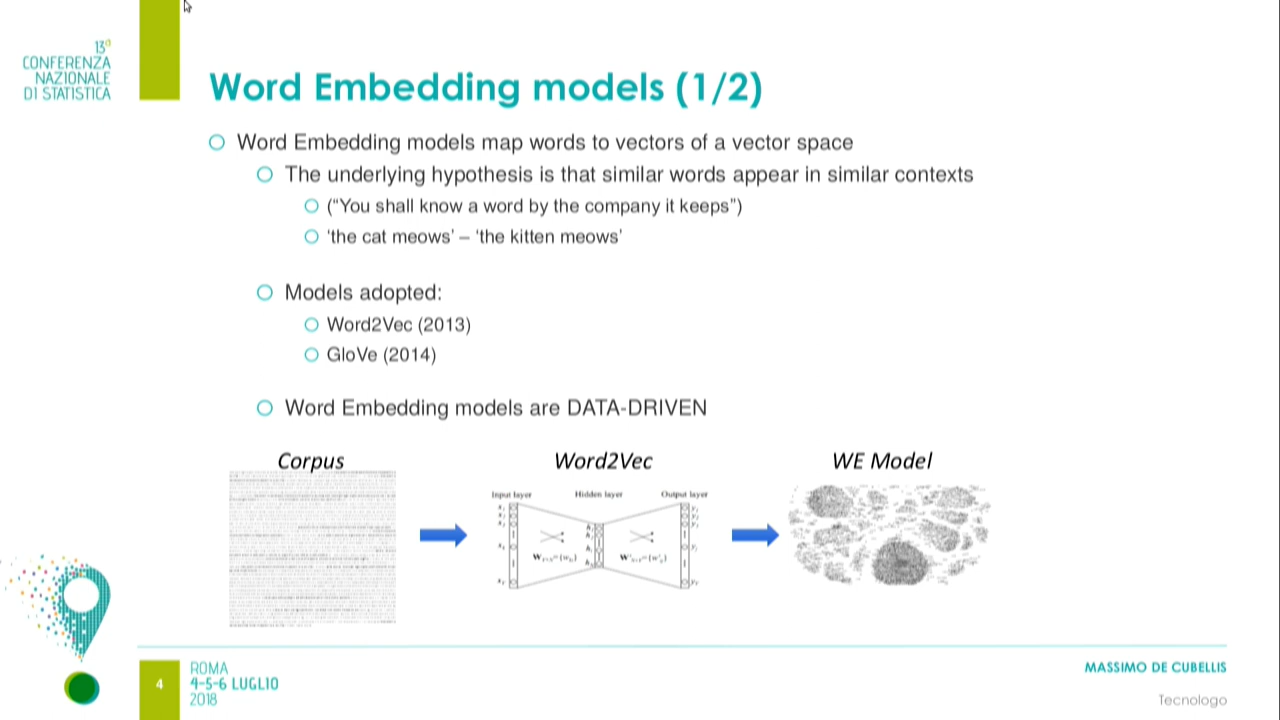 13a
CONFERENZA
NAZIONALE
DI STATISTICA
Word Embedding models (1/2)
Word Embedding models map words to vectors of a vector space
The underlying hypothesis is that similar words appear in similar contexts
(“You shall know a word by the company it keeps”)
‘the cat meows’ – ‘the kitten meows’
Models adopted:
Word2Vec (2013)
GloVe (2014)
Word Embedding models are DATA-DRIVEN
Corpus
Word2Vec
WE Model
Input layer
Hidden layer
Output layer
4
ROMA
4-5-6 LUGLIO
2018
MASSIMO DE CUBELLIS
Tecnologo